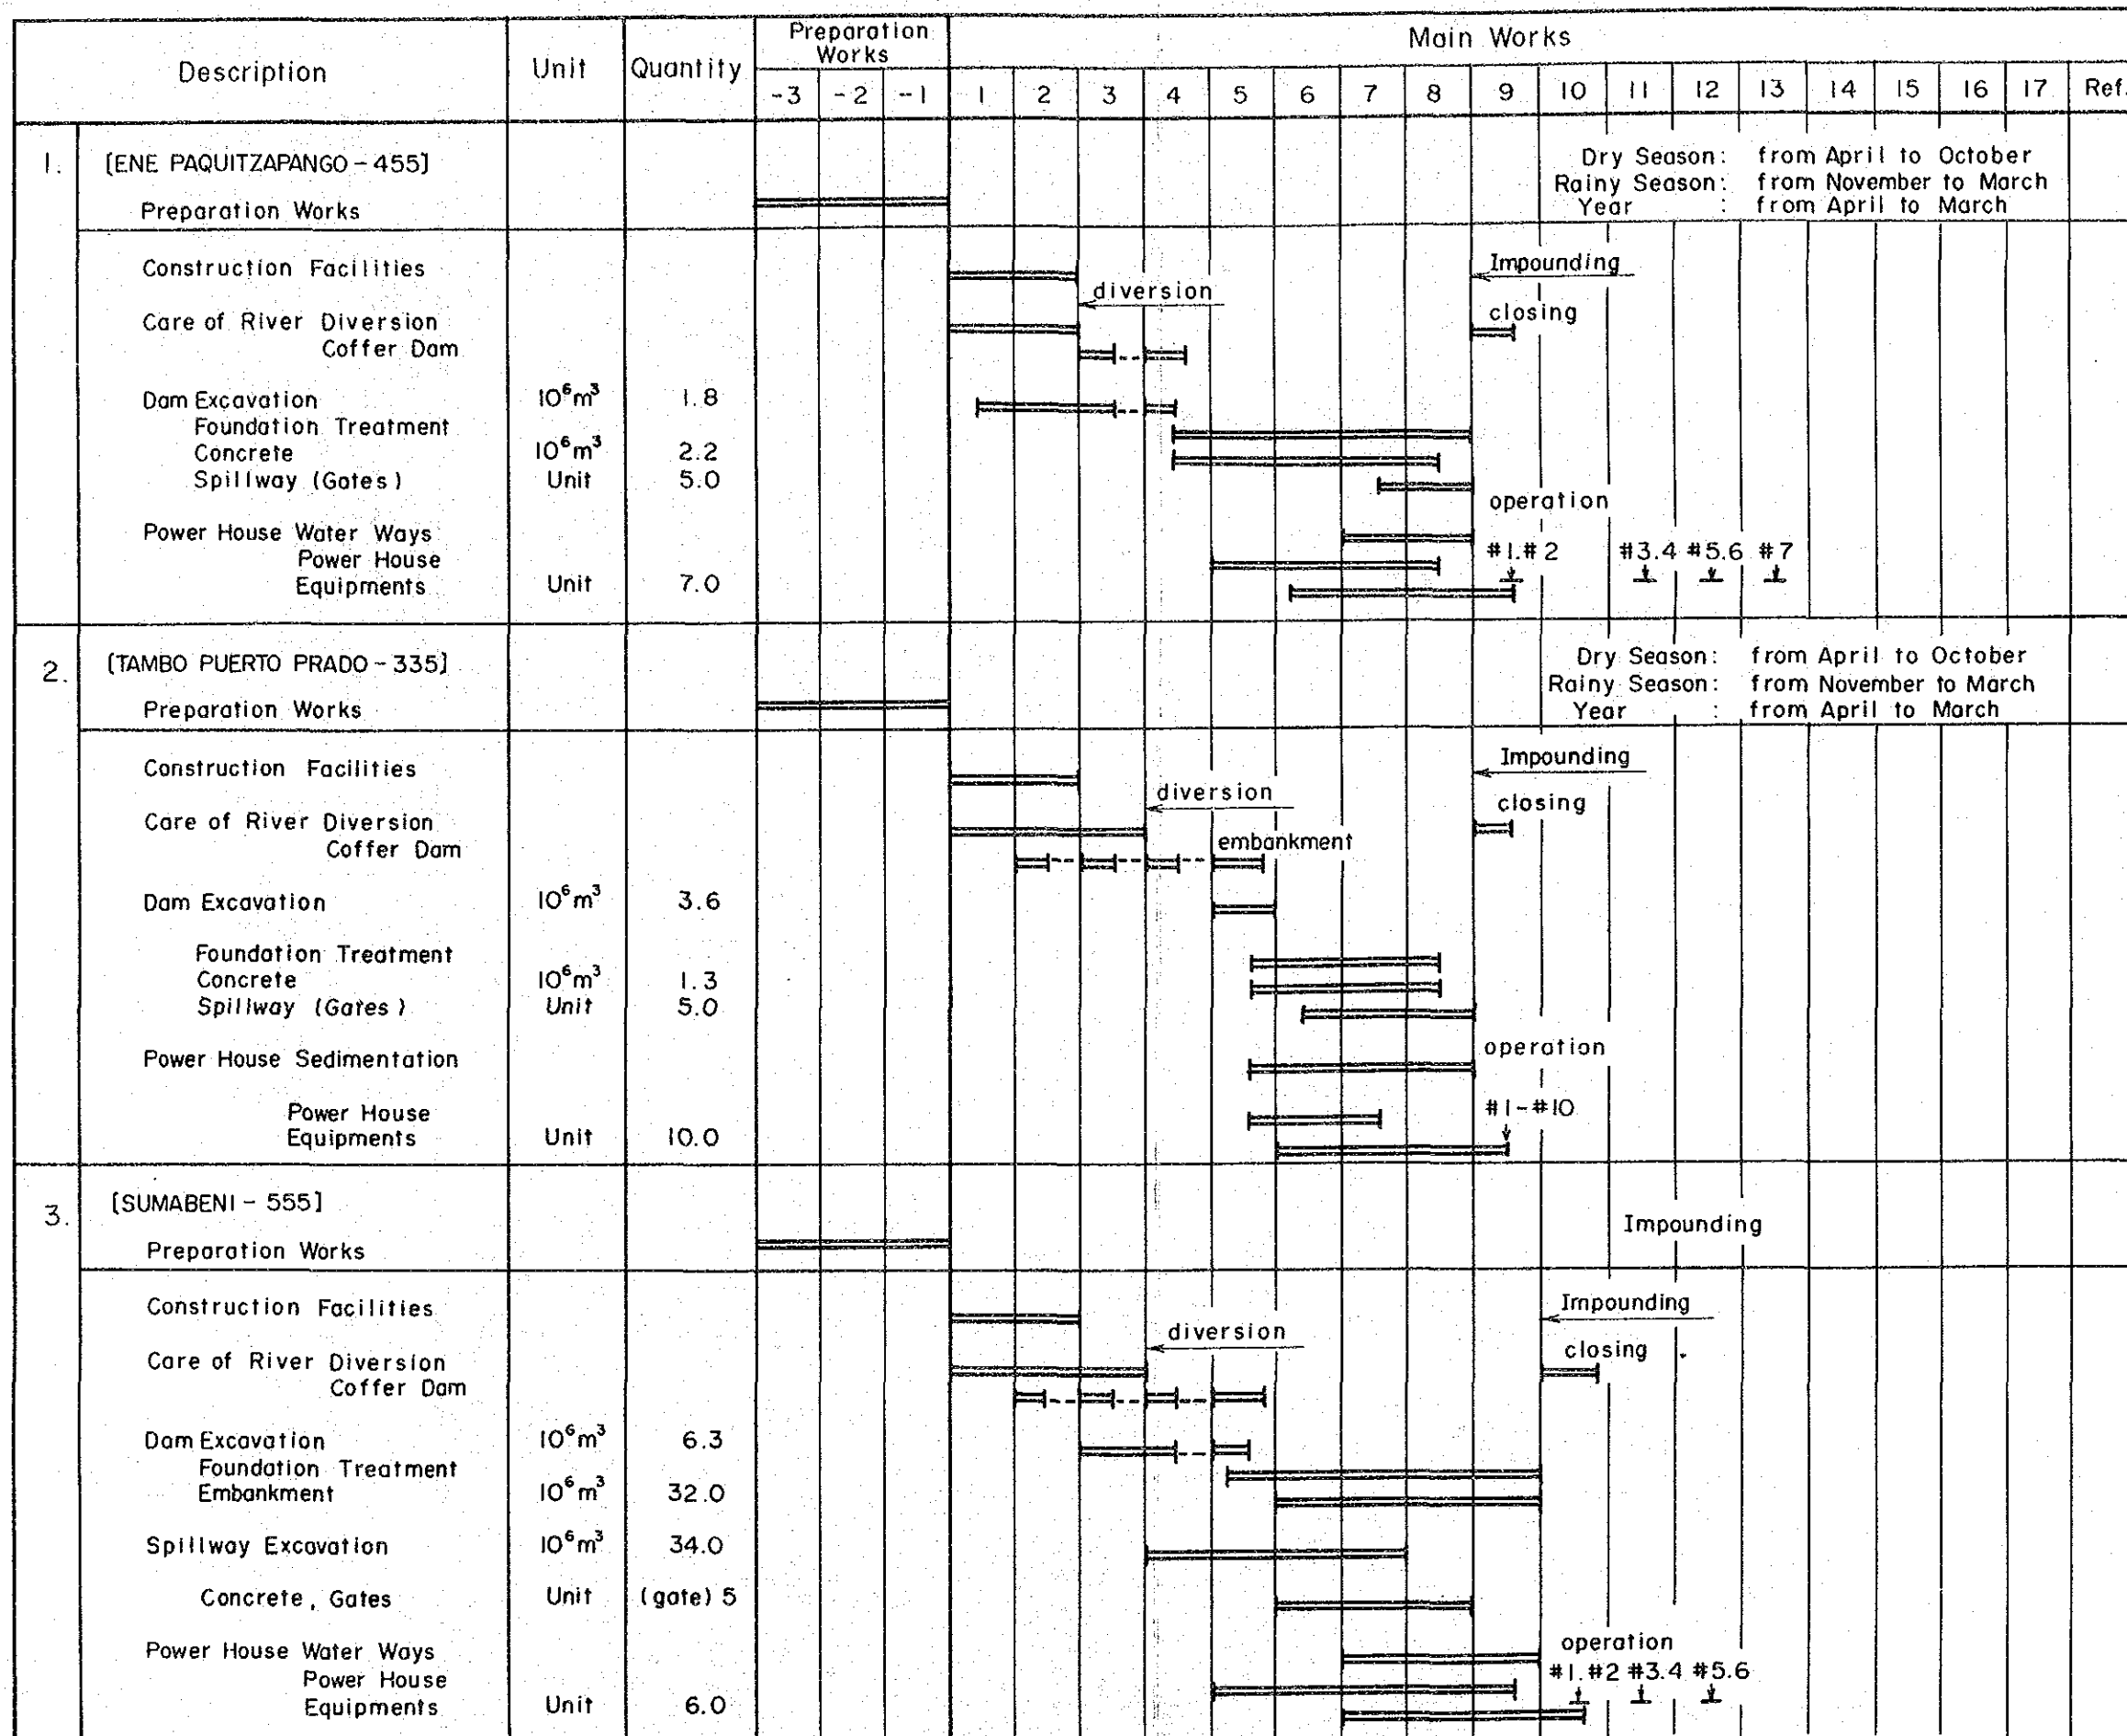 Description Unit Quantity Preparation Works Main Works
-3 -2 -1 1 2 3 4 5 6 7 8 9 10 11 12 13 14 15 16 17 Ref.
1. [ENE PAQUITZAPANGO - 455]
Dry Season: from April to October
Rainy Season: from November to March
Preparation Works
Year : from April to March
Construction Facilities
Impounding
diversion
closing
Care of River Diversion
Coffer Dam
Dam Excavation 10⁶m³ 1.8
Foundation Treatment
Concrete 10⁶m³ 2.2
Spillway (Gates) Unit 5.0
operation
Power House Water Ways
#1.#2 #3.4 #5.6 #7
Power House
Equipments Unit 7.0
2. [TAMBO PUERTO PRADO - 335]
Dry Season: from April to October
Rainy Season: from November to March
Preparation Works
Year : from April to March
Construction Facilities
Impounding
diversion
closing
Care of River Diversion
embankment
Coffer Dam
Dam Excavation 10⁶m³ 3.6
Foundation Treatment
Concrete 10⁶m³ 1.3
Spillway (Gates) Unit 5.0
operation
Power House Sedimentation
#1-#10
Power House
Equipments Unit 10.0
3. [SUMABENI - 555]
Impounding
Preparation Works
Construction Facilities
Impounding
diversion
closing
Care of River Diversion
Coffer Dam
Dam Excavation 10⁶m³ 6.3
Foundation Treatment
Embankment 10⁶m³ 32.0
Spillway Excavation 10⁶m³ 34.0
Concrete, Gates Unit (gate) 5
operation
Power House Water Ways
#1.#2 #3.4 #5.6
Power House
Equipments Unit 6.0